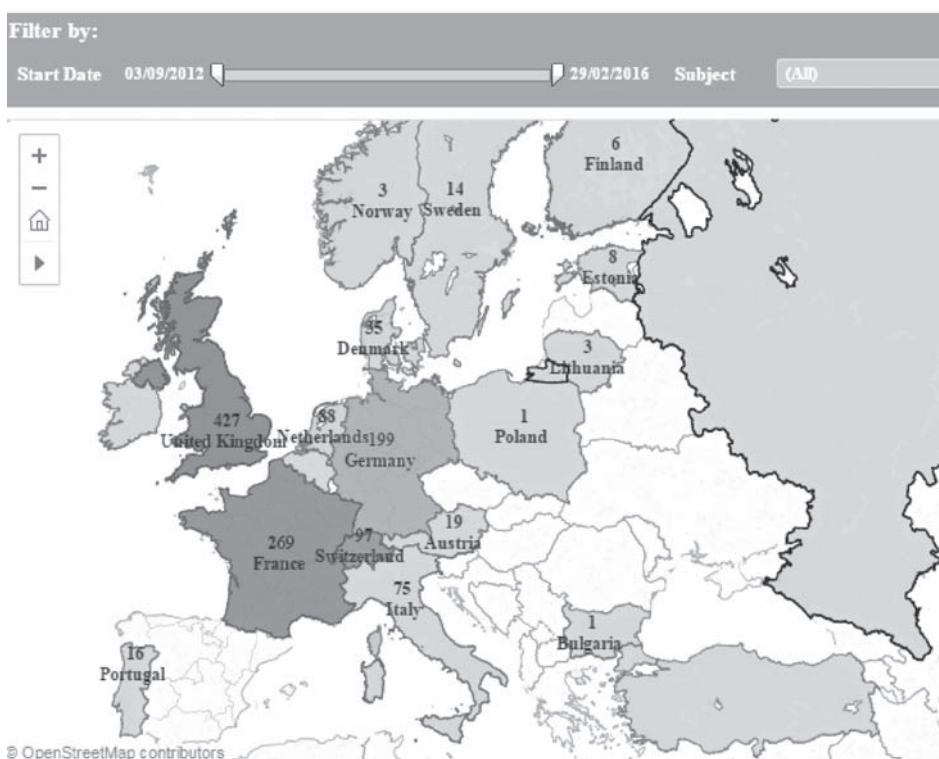 Filter by:
Start Date 03/09/2012 29/02/2016 Subject (All)
6
Finland
3
Norway
14
Sweden
8
Estonia
35
Denmark
3
Lithuania
427
United Kingdom
88
Netherlands
199
Germany
1
Poland
269
France
97
Switzerland
19
Austria
75
Italy
1
Bulgaria
16
Portugal
© OpenStreetMap contributors